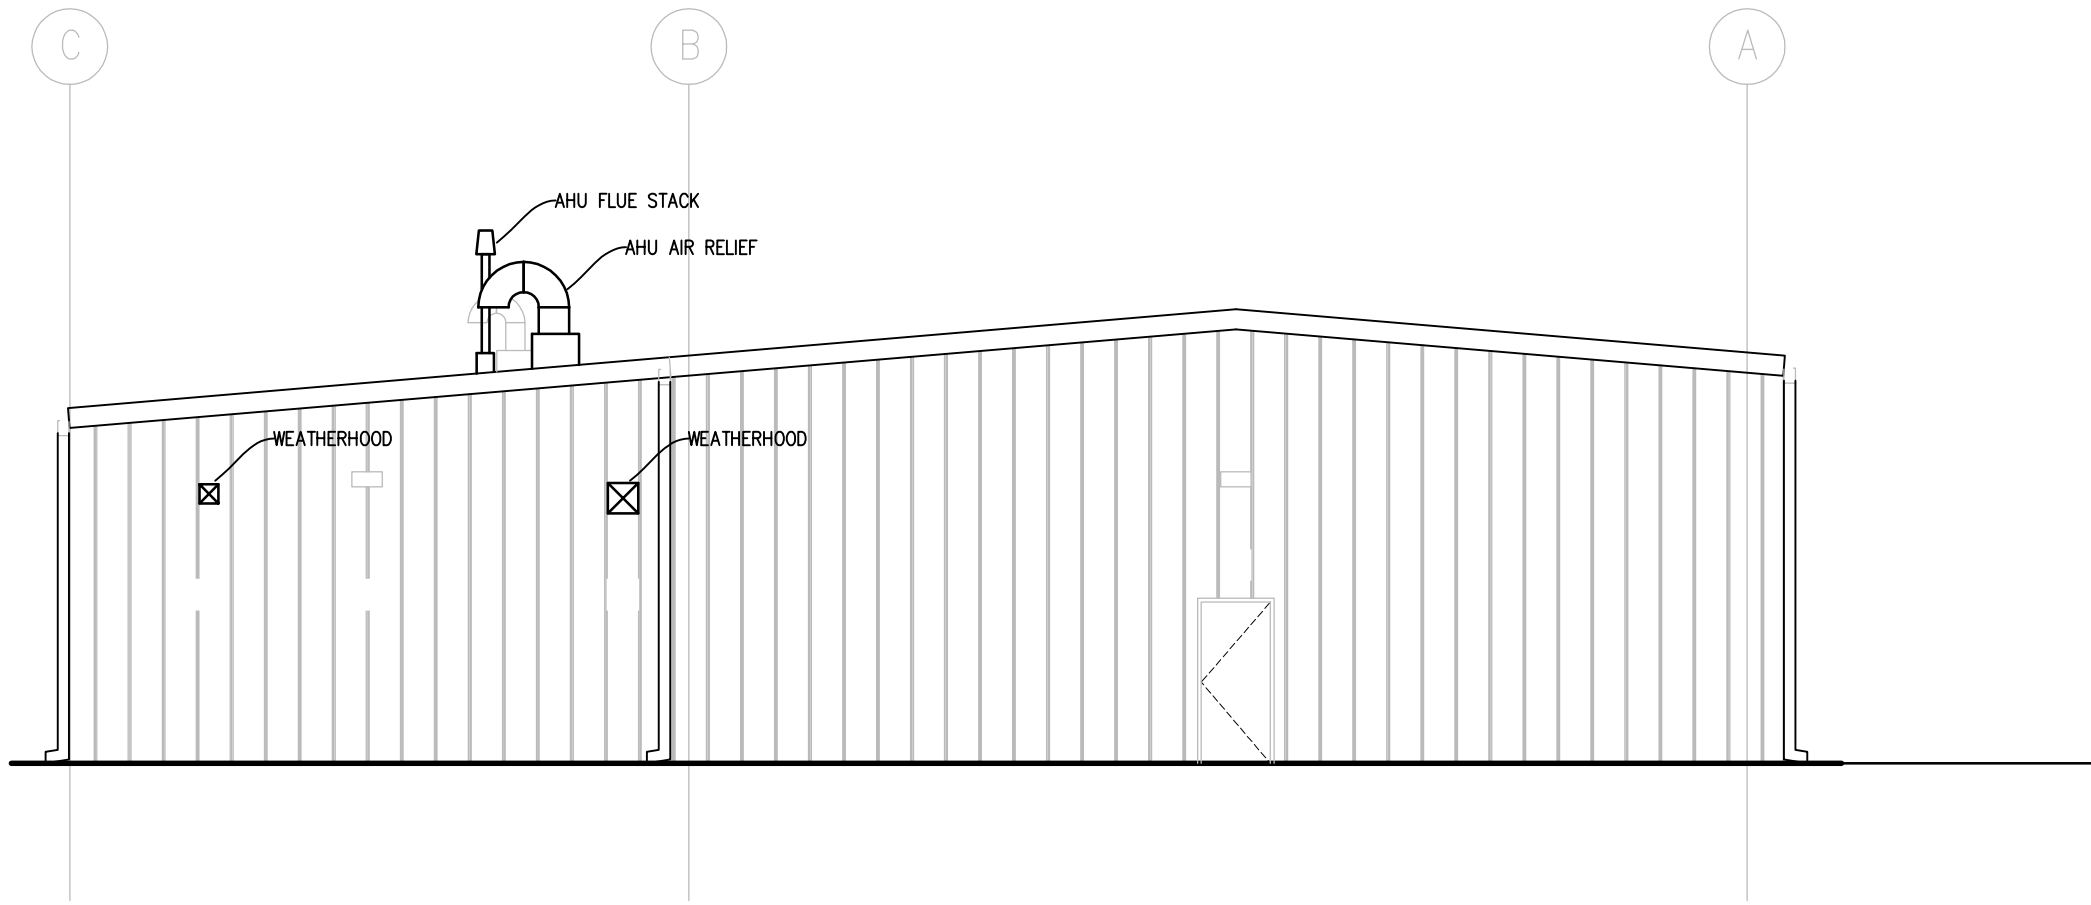 C
B
A
AHU FLUE STACK
AHU AIR RELIEF
WEATHERHOOD
WEATHERHOOD